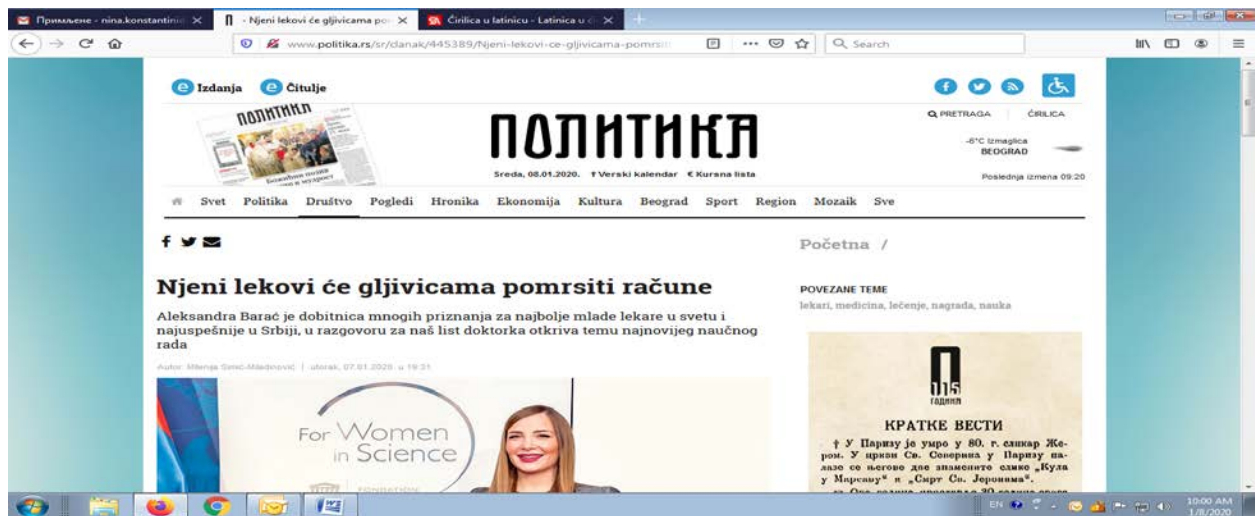 Примљене - nina.konstantinic
- Njeni lekovi će gljivicama po
Ćirilica u latinicu - Latinica u ć
www.politika.rs/sr/clanak/445389/Njeni-lekovi-ce-gljivicama-pomrsiti
Search
Izdanja
Čitulje
ПОЛИТИКА
PRETRAGA
ĆIRILICA
-6°C Izmaglica
BEOGRAD
Sreda, 08.01.2020. † Verski kalendar € Kursna lista
Poslednja izmena 09:20
Svet Politika Društvo Pogledi Hronika Ekonomija Kultura Beograd Sport Region Mozaik Sve
Početna /
Njeni lekovi će gljivicama pomrsiti račune
Aleksandra Barać je dobitnica mnogih priznanja za najbolje mlade lekare u svetu i
najuspešnije u Srbiji, u razgovoru za naš list doktorka otkriva temu najnovijeg naučnog
rada
Autor: Milenija Simić-Miladinović | utorak, 07.01.2020. u 19:31
For Women
in Science
FONDATION
POVEZANE TEME
lekari, medicina, lečenje, nagrada, nauka
115
ГОДИНА
КРАТКЕ ВЕСТИ
† У Паризу је умро у 80. г. сликар Же-
ром. У цркви Св. Северина у Паризу на-
лазе се његове две знамените слике „Кула
у Марсану“ и „Смрт Св. Јеронима“.
EN
10:00 AM
1/8/2020